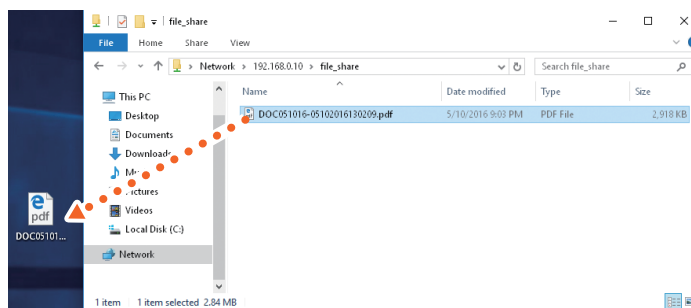 file_share
File Home Share View
Network > 192.168.0.10 > file_share
Search file_share
Name Date modified Type Size
This PC
DOC051016-05102016130209.pdf 5/10/2016 9:03 PM PDF File 2,918 KB
Desktop
Documents
Downloads
Pictures
Videos
pdf
Local Disk (C:)
DOC05101...
Network
1 item 1 item selected 2.84 MB